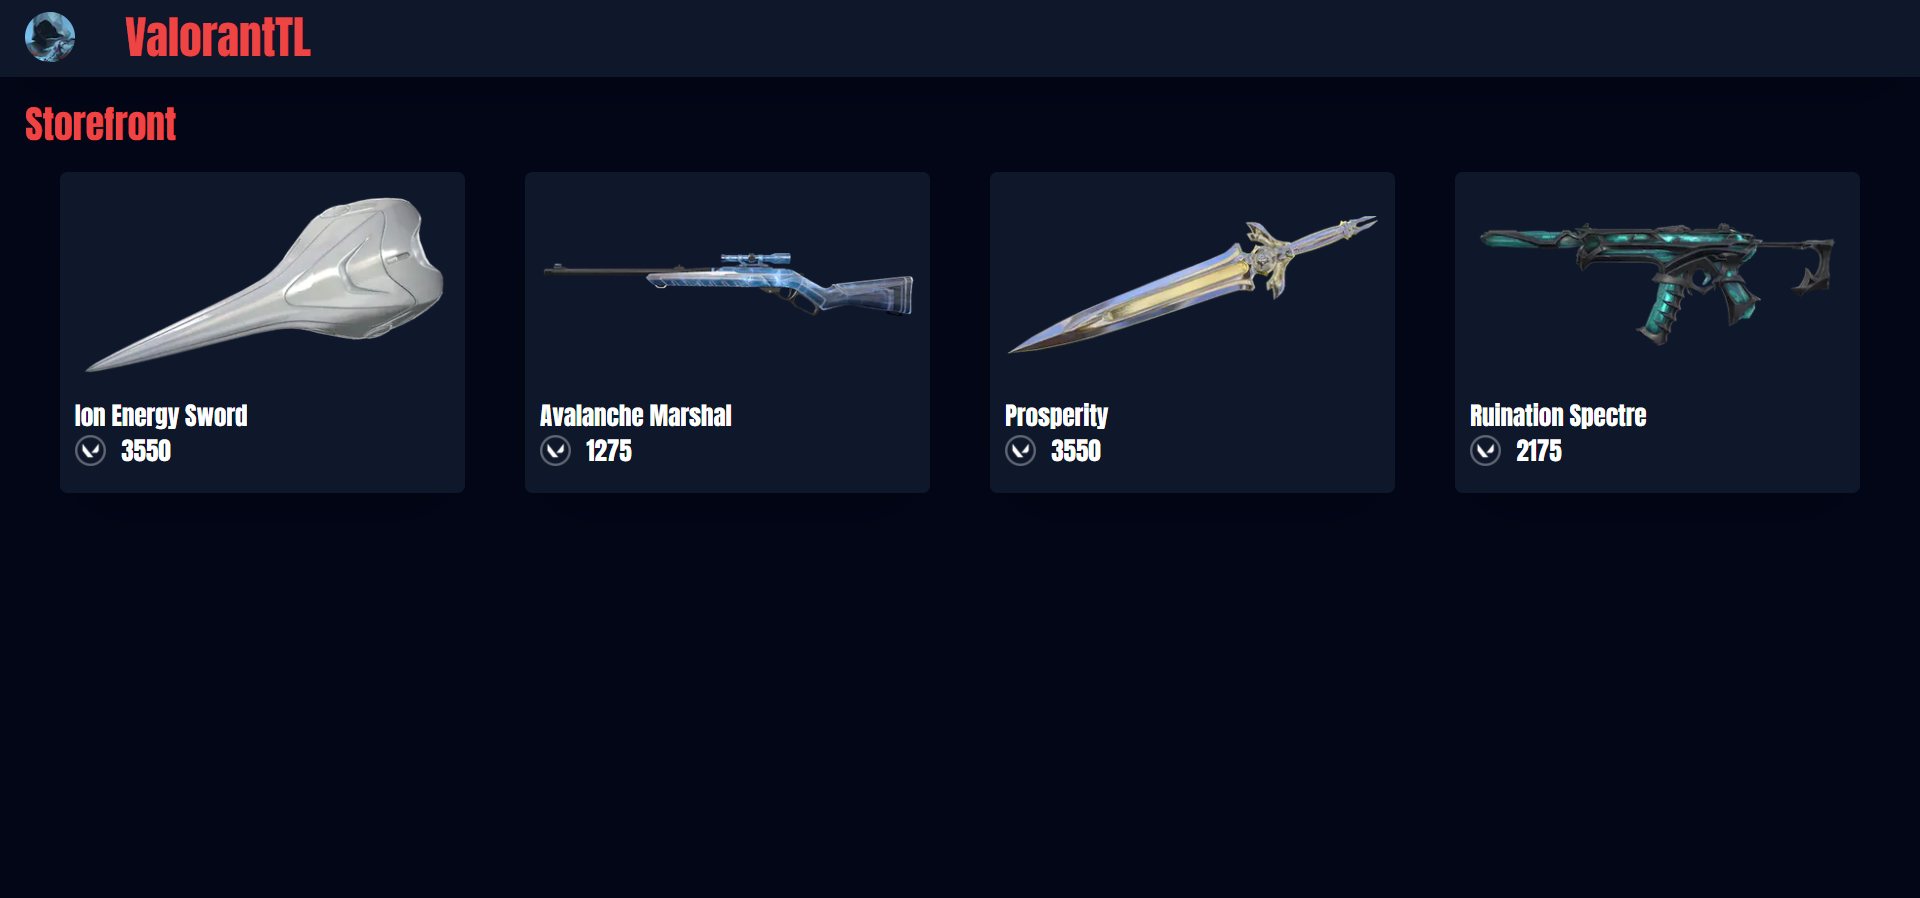 ValorantTL
Storefront
Ion Energy Sword
3550
Avalanche Marshal
1275
Prosperity
3550
Ruination Spectre
2175